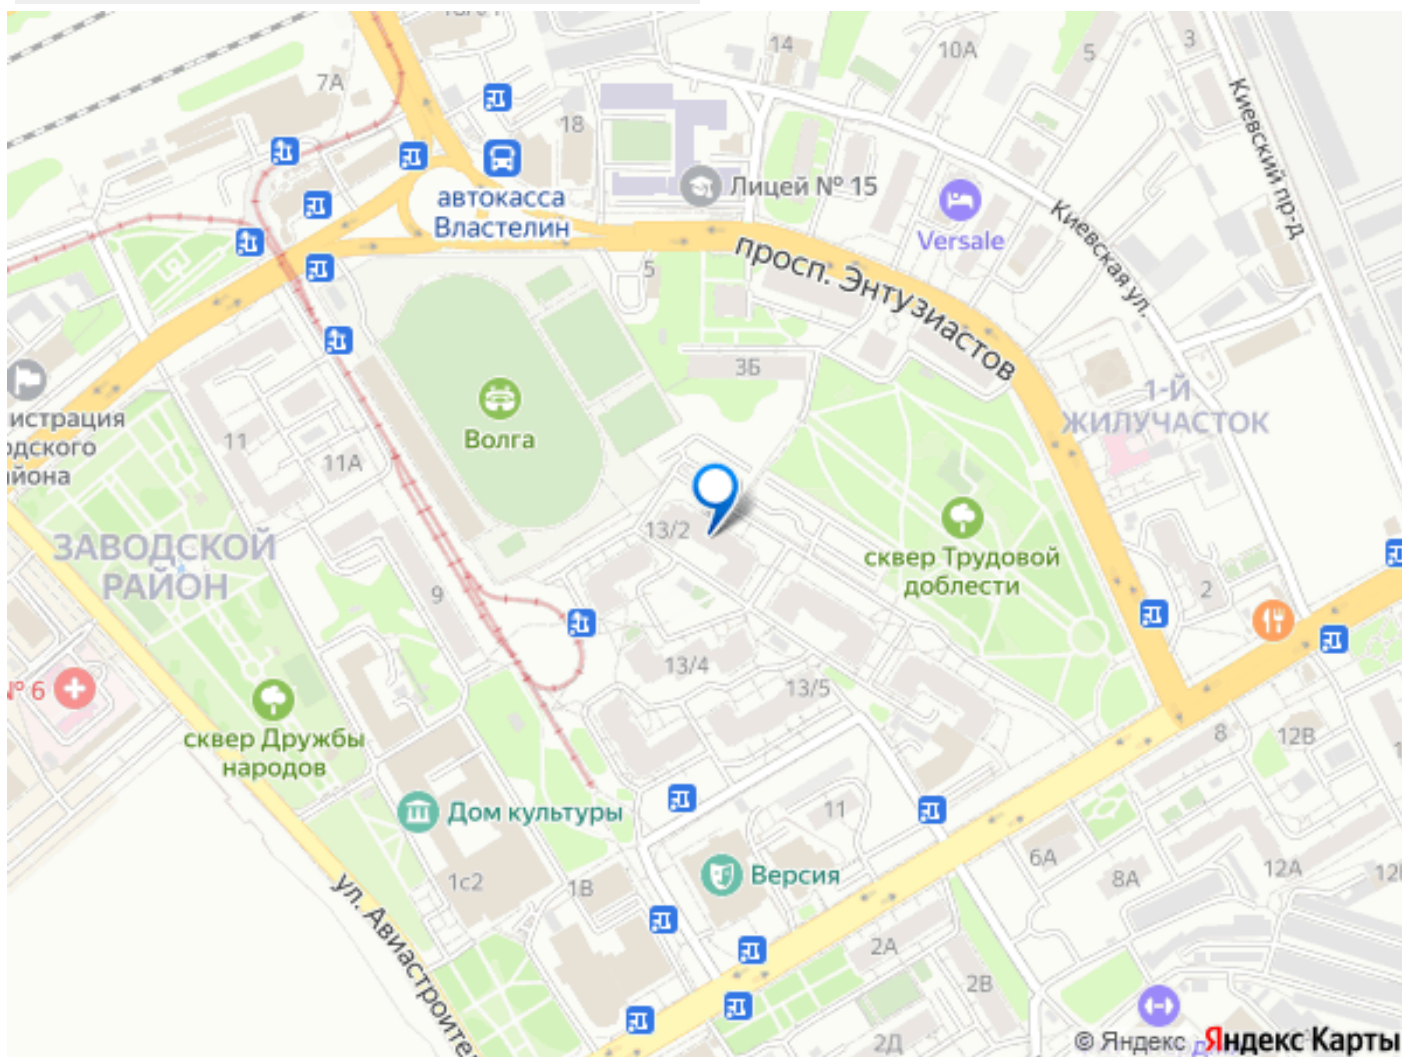 7А
14
10А
5
3
18
Киевский пр-д
Лицей № 15
автокасса
Властелин
Versale
Киевская ул.
просп. Энтузиастов
5
3Б
1-Й
ЖИЛУЧАСТОК
Волга
11
11А
13/2
ЗАВОДСКОЙ
РАЙОН
сквер Трудовой
доблести
9
2
13/4
13/5
№ 6
сквер Дружбы
народов
8
12В
Дом культуры
11
6А
8А
12А
Версия
1с2
1В
ул. Авиастроите
2А
2В
2Д
© Яндекс Яндекс Карты